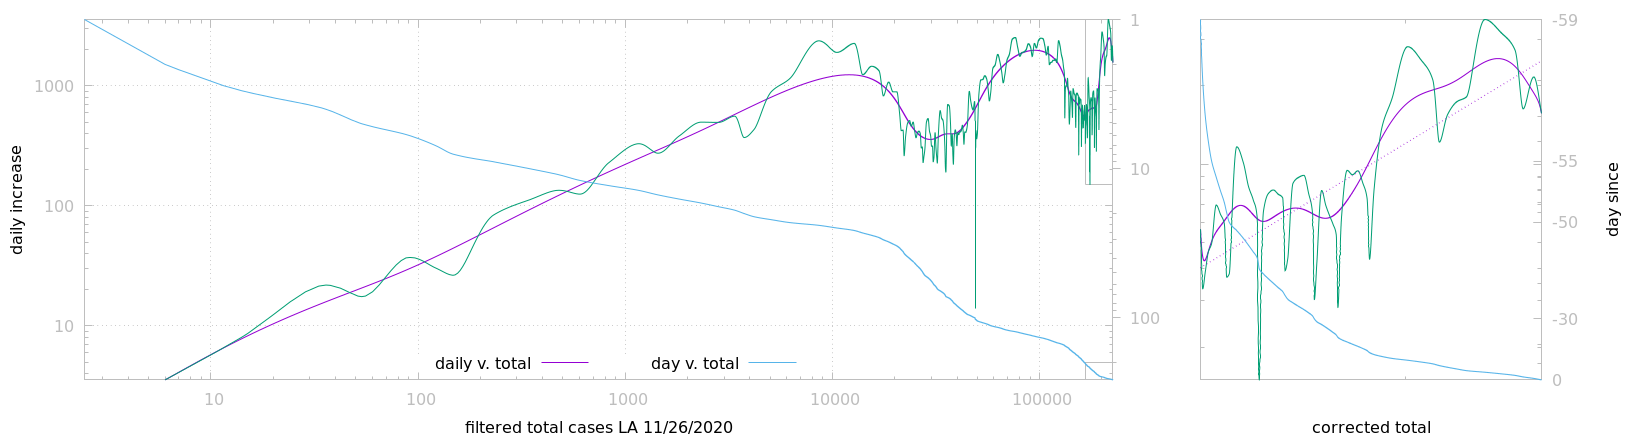 1
-59
1000
10
-55
daily increase
100
-50
day since
10
100
-30
daily v. total
day v. total
0
10
100
1000
10000
100000
filtered total cases LA 11/26/2020
corrected total